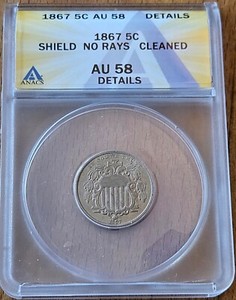 1867 5C AU 58 DETAILS
1867 5C
SHIELD NO RAYS CLEANED
AU 58
DETAILS
ANACS